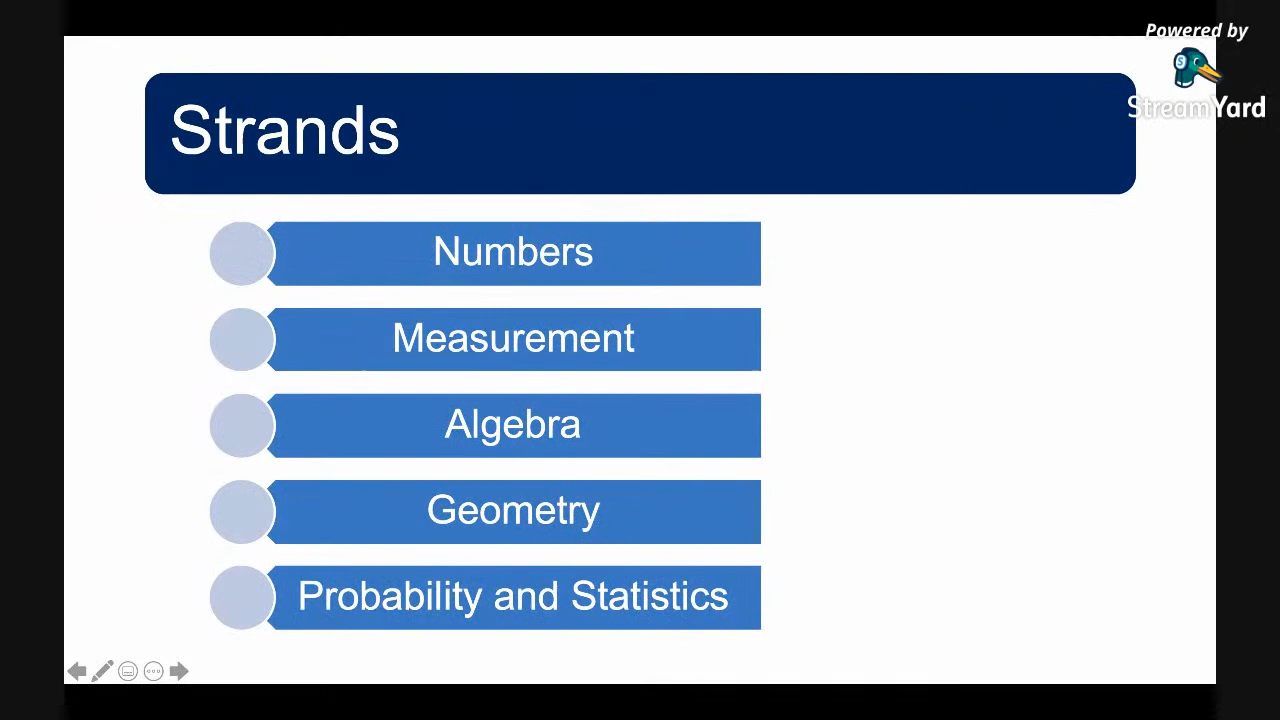 Powered by
StreamYard
Strands
Numbers
Measurement
Algebra
Geometry
Probability and Statistics